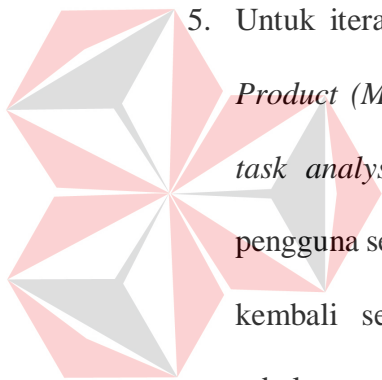 5. Untuk itera
Product (M
task analys
pengguna se
kembali se